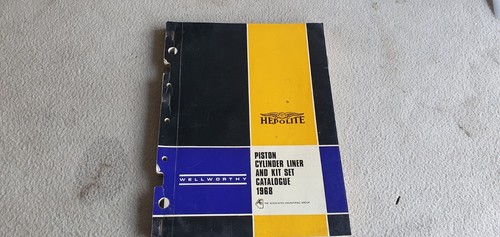 HEPOLITE
WELLWORTHY
PISTON
CYLINDER LINER
AND KIT SET
CATALOGUE
1968